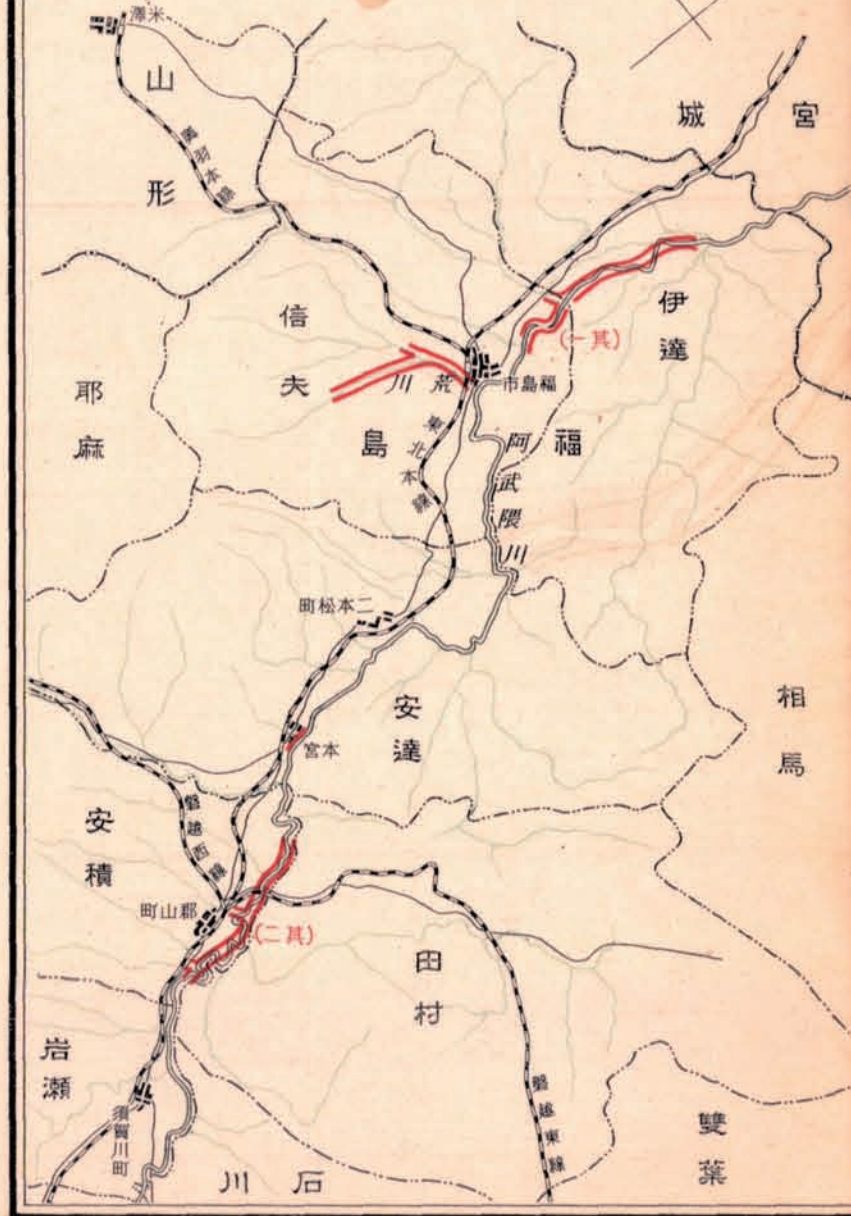 米澤
山形
奥羽本線
宮城
伊達
(其一)
信夫
荒川
福島市
耶麻
福島
東北本線
阿武隈川
二本松町
相馬
安達
本宮
安積
磐越西線
郡山町
(其二)
田村
岩瀬
須賀川町
磐越東線
雙葉
石川